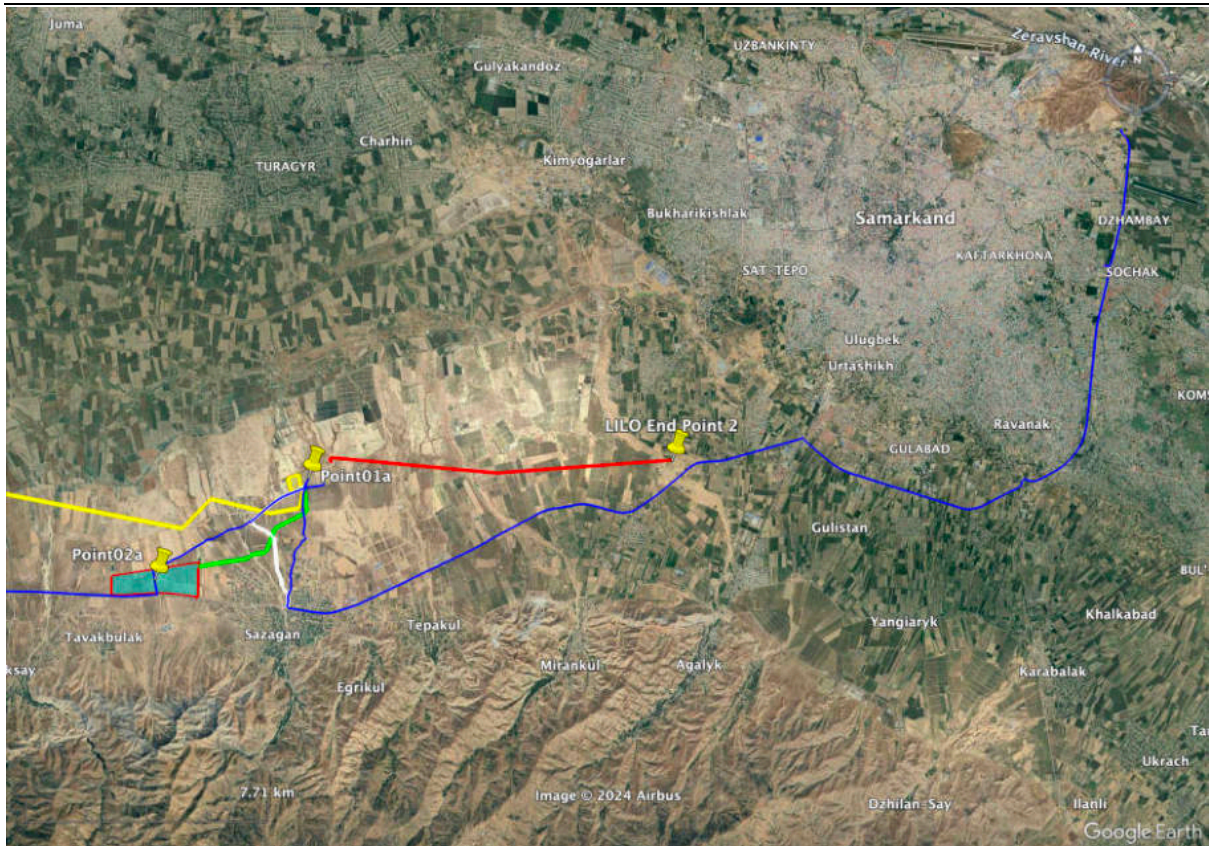 Juma
UZBANKINTY
Zeravshan River
N
Gulyakandoz
Charhin
Kimyogarlar
TURAGYR
Bukharikishlak
Samarkand
DZHAMBAY
KAFTARKHONA
SAT-TEPO
SOCHAK
Ulugbek
Urtashikh
KOMS
LILO End Point 2
Ravanak
GULABAD
Point01a
Gulistan
Point02a
BUL'
Khalkabad
Tavakbulak
Sazagan
Tepakul
Yangiaryk
ksay
Mirankul
Agalyk
Karabalak
Egrikul
Ta
Ukrach
7.71 km
Image © 2024 Airbus
Dzhilan-Say
Ilanli
Google Earth